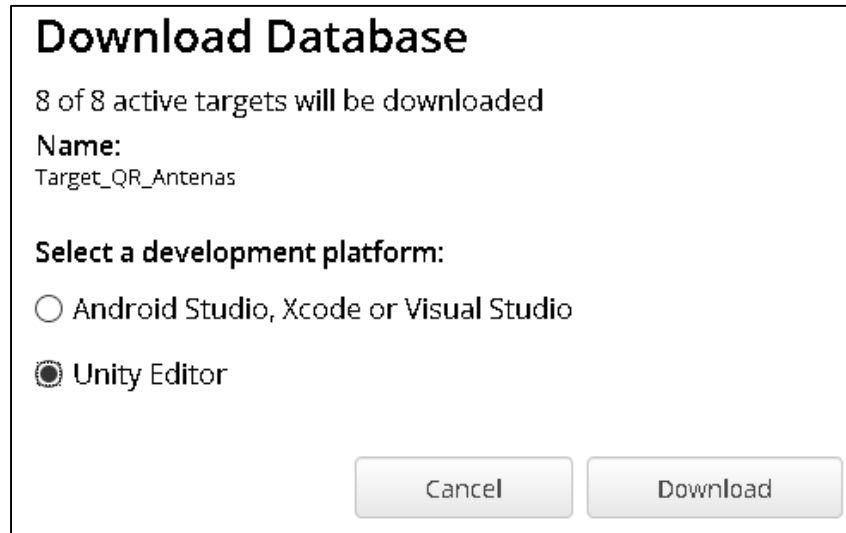 Download Database
8 of 8 active targets will be downloaded
Name:
Target_QR_Antenas
Select a development platform:
Android Studio, Xcode or Visual Studio
Unity Editor
Cancel
Download